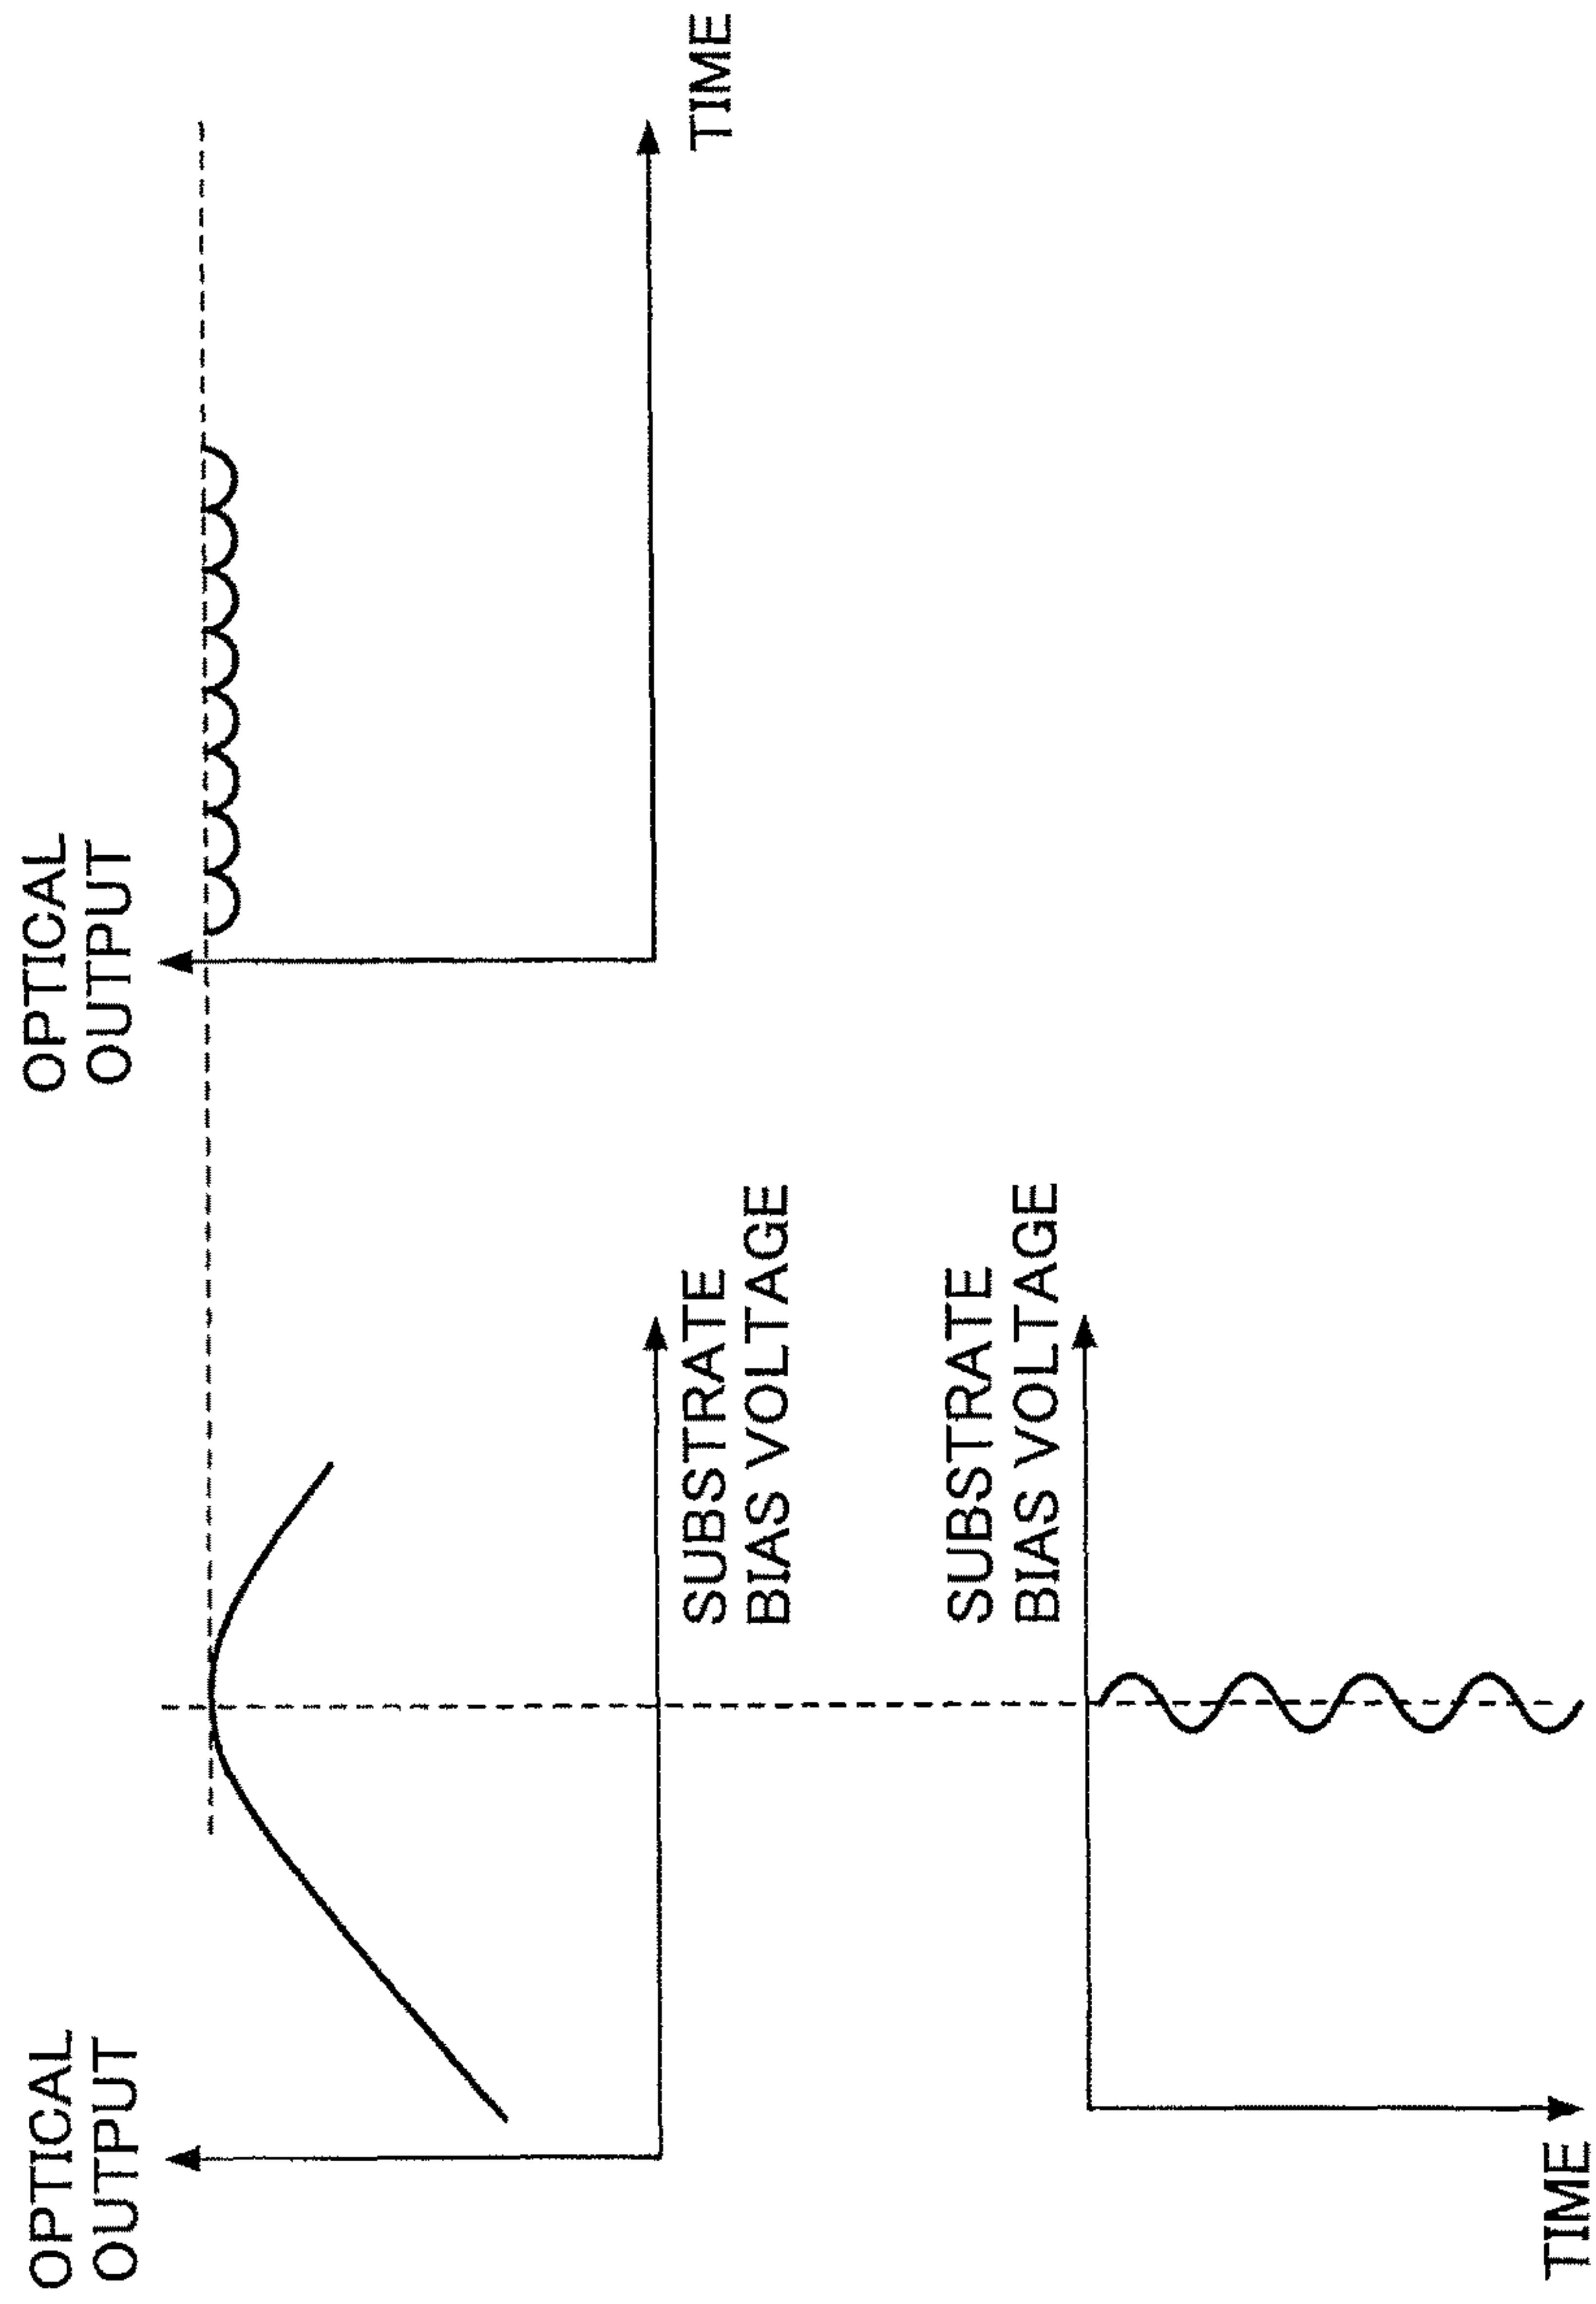 OPTICAL
OUTPUT
SUBSTRATE
BIAS VOLTAGE
OPTICAL
OUTPUT
TIME
SUBSTRATE
BIAS VOLTAGE
TIME